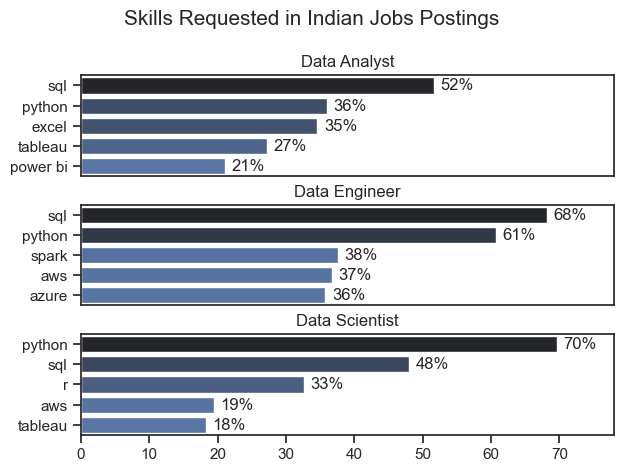 Skills Requested in Indian Jobs Postings
Data Analyst
sql 52%
python 36%
excel 35%
tableau 27%
power bi 21%
Data Engineer
sql 68%
python 61%
spark 38%
aws 37%
azure 36%
Data Scientist
python 70%
sql 48%
r 33%
aws 19%
tableau 18%
0 10 20 30 40 50 60 70